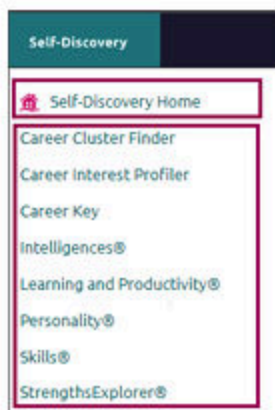 Self-Discovery
Self-Discovery Home
Career Cluster Finder
Career Interest Profiler
Career Key
Intelligences®
Learning and Productivity®
Personality®
Skills®
StrengthsExplorer®